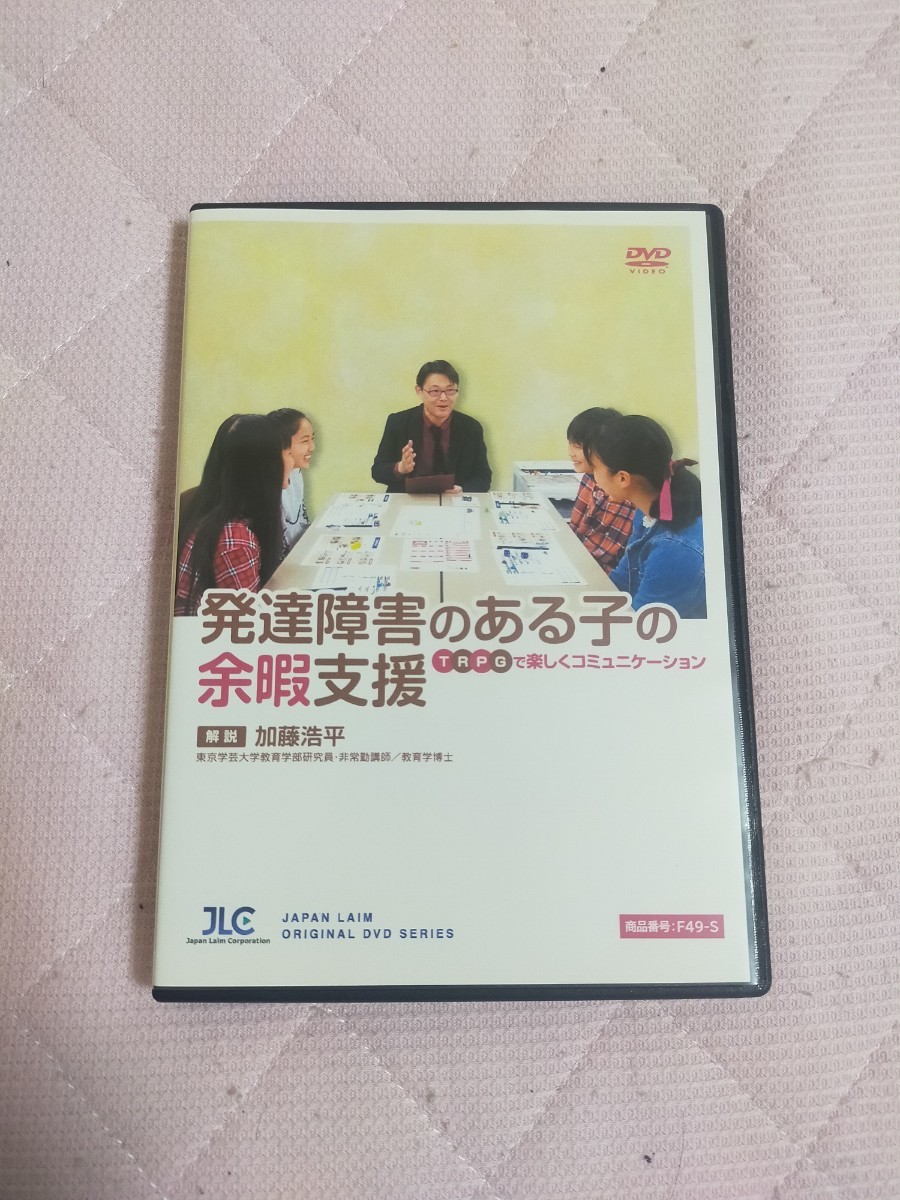 DVD
VIDEO
発達障害のある子の
余暇支援
TRPGで楽しくコミュニケーション
解説 加藤浩平
東京学芸大学教育学部研究員・非常勤講師／教育学博士
JLC
Japan Laim Corporation
JAPAN LAIM
ORIGINAL DVD SERIES
商品番号：F49-S